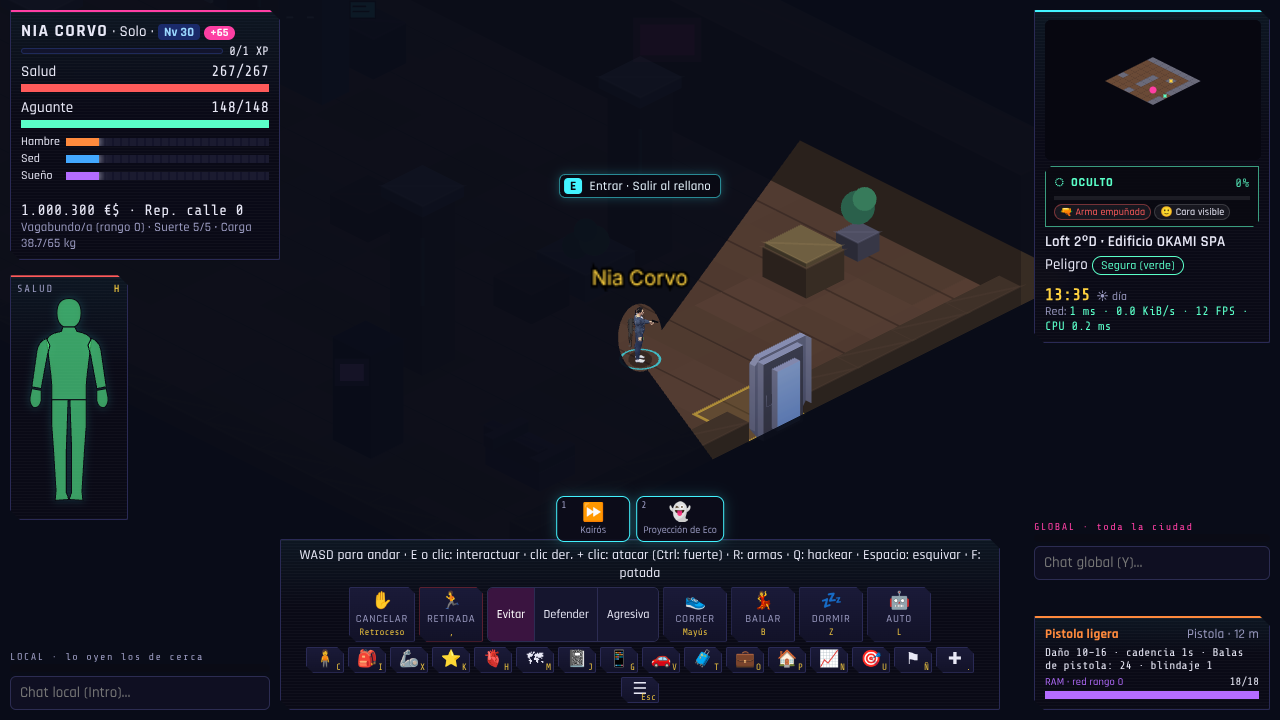 NIA CORVO · Solo · Nv 30 +65
0/1 XP
Salud 267/267
Aguante 148/148
Hambre
Sed
Sueño
1.000.300 €$ · Rep. calle 0
Vagabundo/a (rango 0) · Suerte 5/5 · Carga
38.7/65 kg
SALUD H
E Entrar · Salir al rellano
Nia Corvo
OCULTO 0%
Arma empuñada Cara visible
Loft 2ºD · Edificio OKAMI SPA
Peligro Segura (verde)
13:35 día
Red: 1 ms · 0.0 KiB/s · 12 FPS ·
CPU 0.2 ms
1 Kairós
2 Proyección de Eco
WASD para andar · E o clic: interactuar · clic der. + clic: atacar (Ctrl: fuerte) · R: armas · Q: hackear · Espacio: esquivar · F:
patada
CANCELAR RETIRADA Evitar Defender Agresiva CORRER BAILAR DORMIR AUTO
Retroceso , Mayús B Z L
C I X K H M J G V T O P N U Ñ .
Esc
LOCAL · lo oyen los de cerca
Chat local (Intro)...
GLOBAL · toda la ciudad
Chat global (Y)...
Pistola ligera Pistola · 12 m
Daño 10-16 · cadencia 1s · Balas
de pistola: 24 · blindaje 1
RAM · red rango 0 18/18